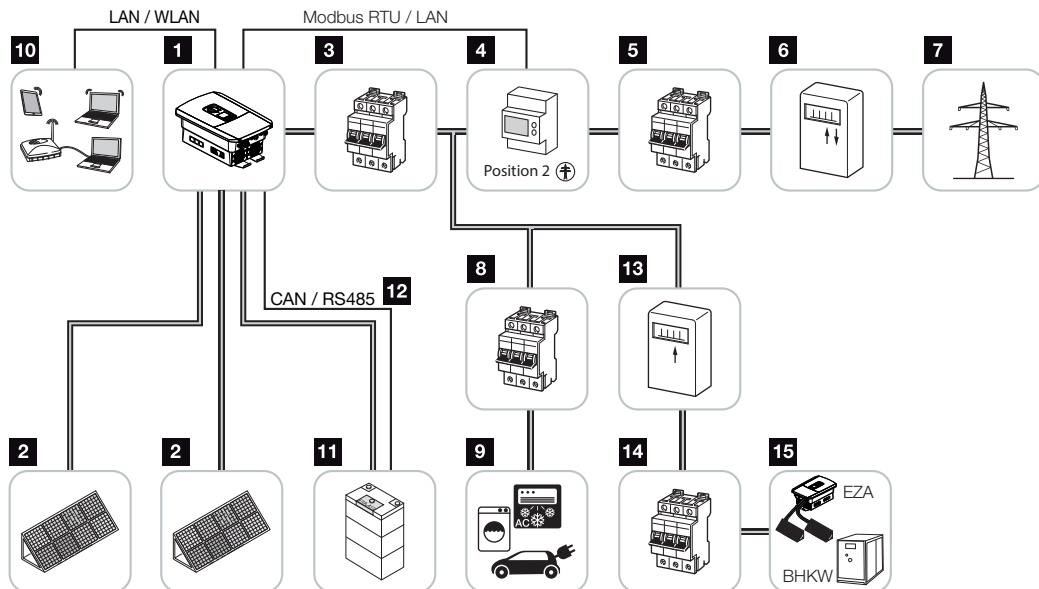 LAN / WLAN
Modbus RTU / LAN
10
1
3
4
5
6
7
Position 2
8
13
CAN / RS485
12
2
2
11
9
14
15
AC
EZA
BHKW